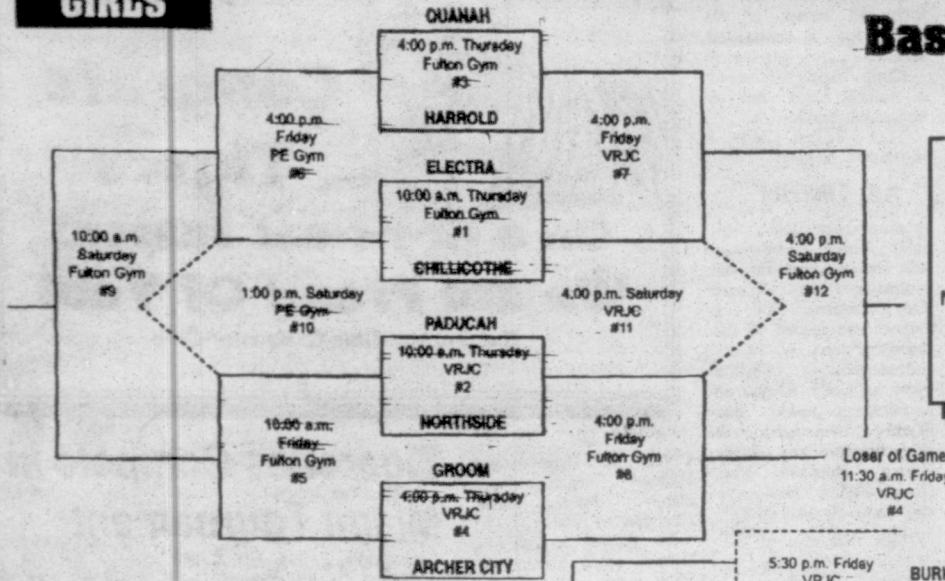 GIRLS
Bas
QUANAH
4:00 p.m. Thursday
Fulton Gym
#3
HARROLD
4:00 p.m.
Friday
PE Gym
4:00 p.m.
Friday
VRJC
#7
ELECTRA
10:00 a.m. Thursday
Fulton Gym
#1
CHILLICOTHE
10:00 a.m.
Saturday
Fulton Gym
#9
4:00 p.m.
Saturday
Fulton Gym
#12
1:00 p.m. Saturday
PE Gym
#10
4:00 p.m. Saturday
VRJC
#11
PADUCAH
10:00 a.m. Thursday
VRJC
#2
NORTHSIDE
10:00 a.m.
Friday
Fulton Gym
#5
4:00 p.m.
Friday
Fulton Gym
GROOM
4:00 p.m. Thursday
VRJC
#4
ARCHER CITY
Loser of Game
11:30 a.m. Friday
VRJC
#4
5:30 p.m. Friday
VRJC
BURK